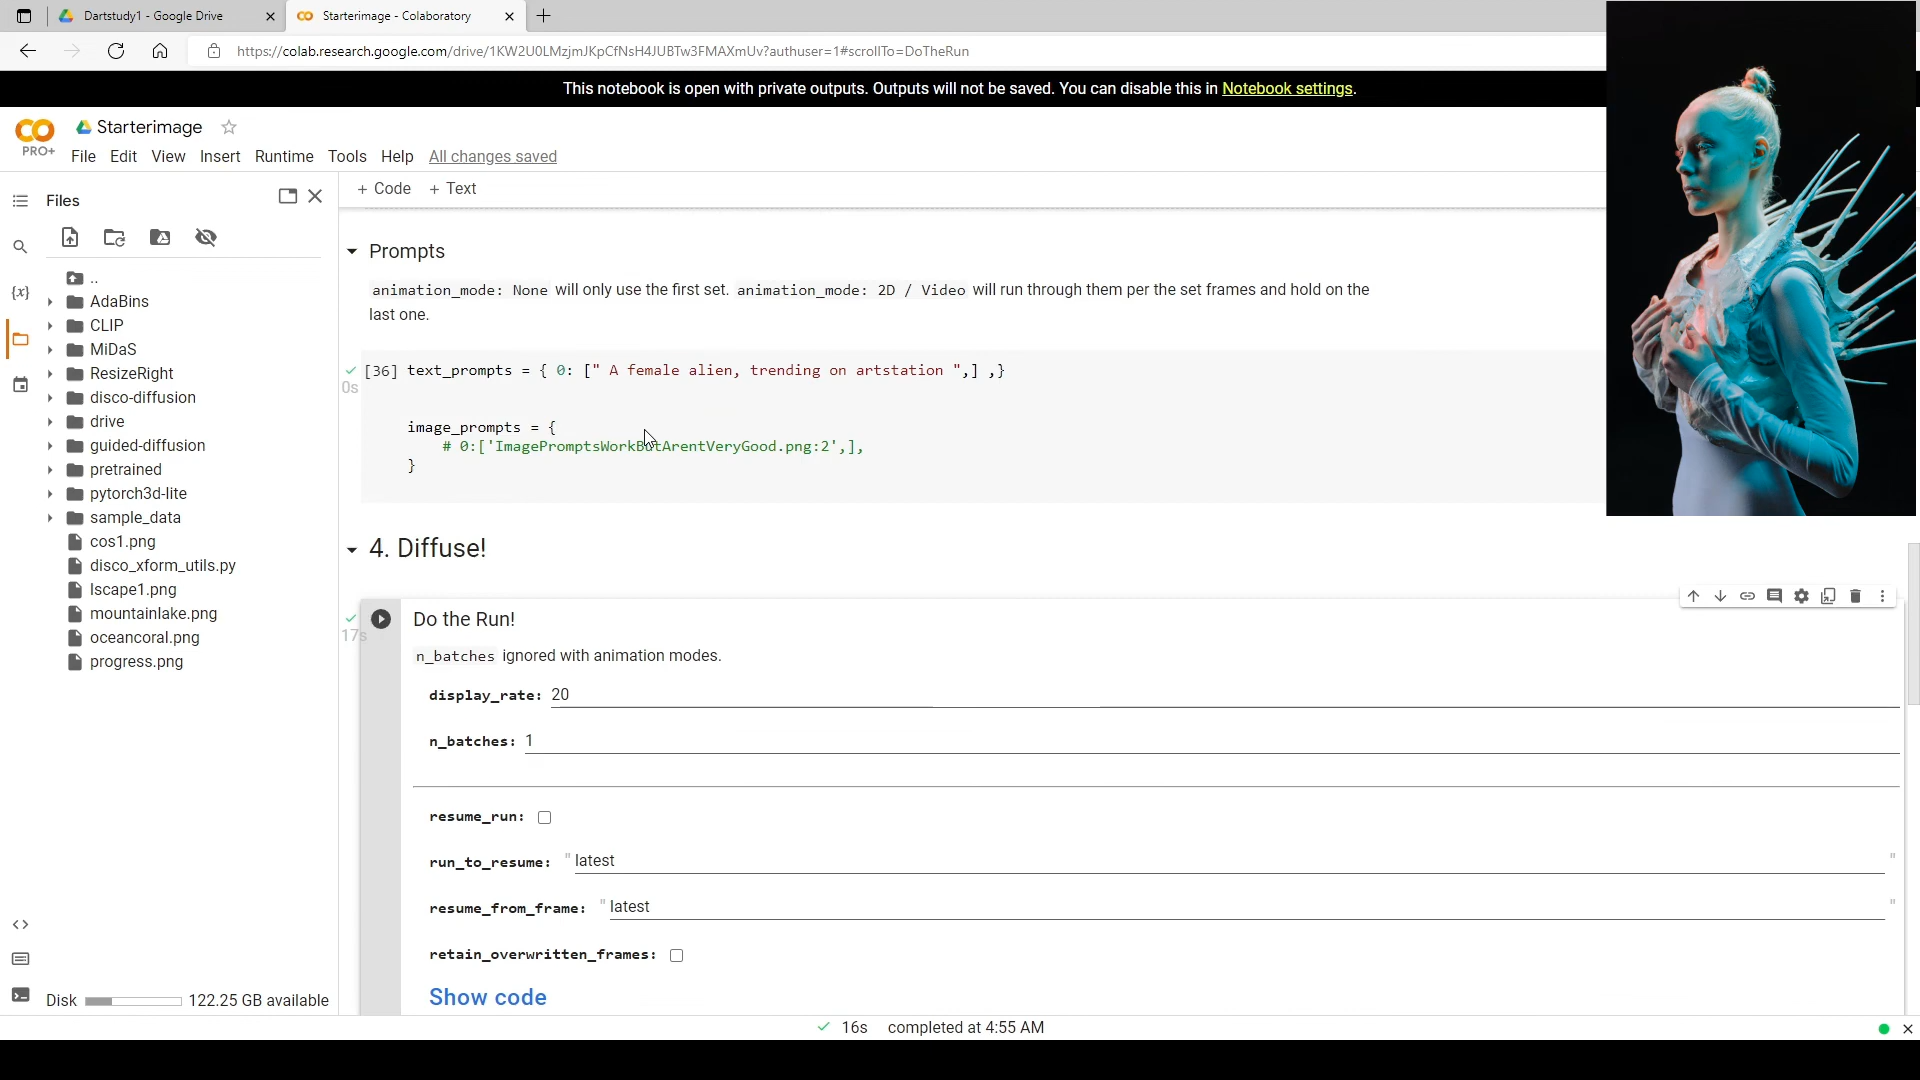 Dartstudy1 - Google Drive
Starterimage - Colaboratory
https://colab.research.google.com/drive/1KW2U0LMzjmJKpCfNsH4JUBTw3FMAXmUv?authuser=1#scrollTo=DoTheRun
This notebook is open with private outputs. Outputs will not be saved. You can disable this in Notebook settings.
CO
PRO+
Starterimage
File Edit View Insert Runtime Tools Help All changes saved
Files
+ Code + Text
Prompts
animation_mode: None will only use the first set. animation_mode: 2D / Video will run through them per the set frames and hold on the
last one.
..
AdaBins
CLIP
MiDaS
ResizeRight
disco-diffusion
drive
guided-diffusion
pretrained
pytorch3d-lite
sample_data
cos1.png
disco_xform_utils.py
lscape1.png
mountainlake.png
oceancoral.png
progress.png
{x}
[36] text_prompts = { 0: [" A female alien, trending on artstation ",] ,}
0s
image_prompts = {
# 0:['ImagePromptsWorkButArentVeryGood.png:2',],
}
4. Diffuse!
Do the Run!
17s
n_batches ignored with animation modes.
display_rate: 20
n_batches: 1
resume_run:
run_to_resume: "latest"
resume_from_frame: "latest"
retain_overwritten_frames:
Show code
Disk 122.25 GB available
16s completed at 4:55 AM